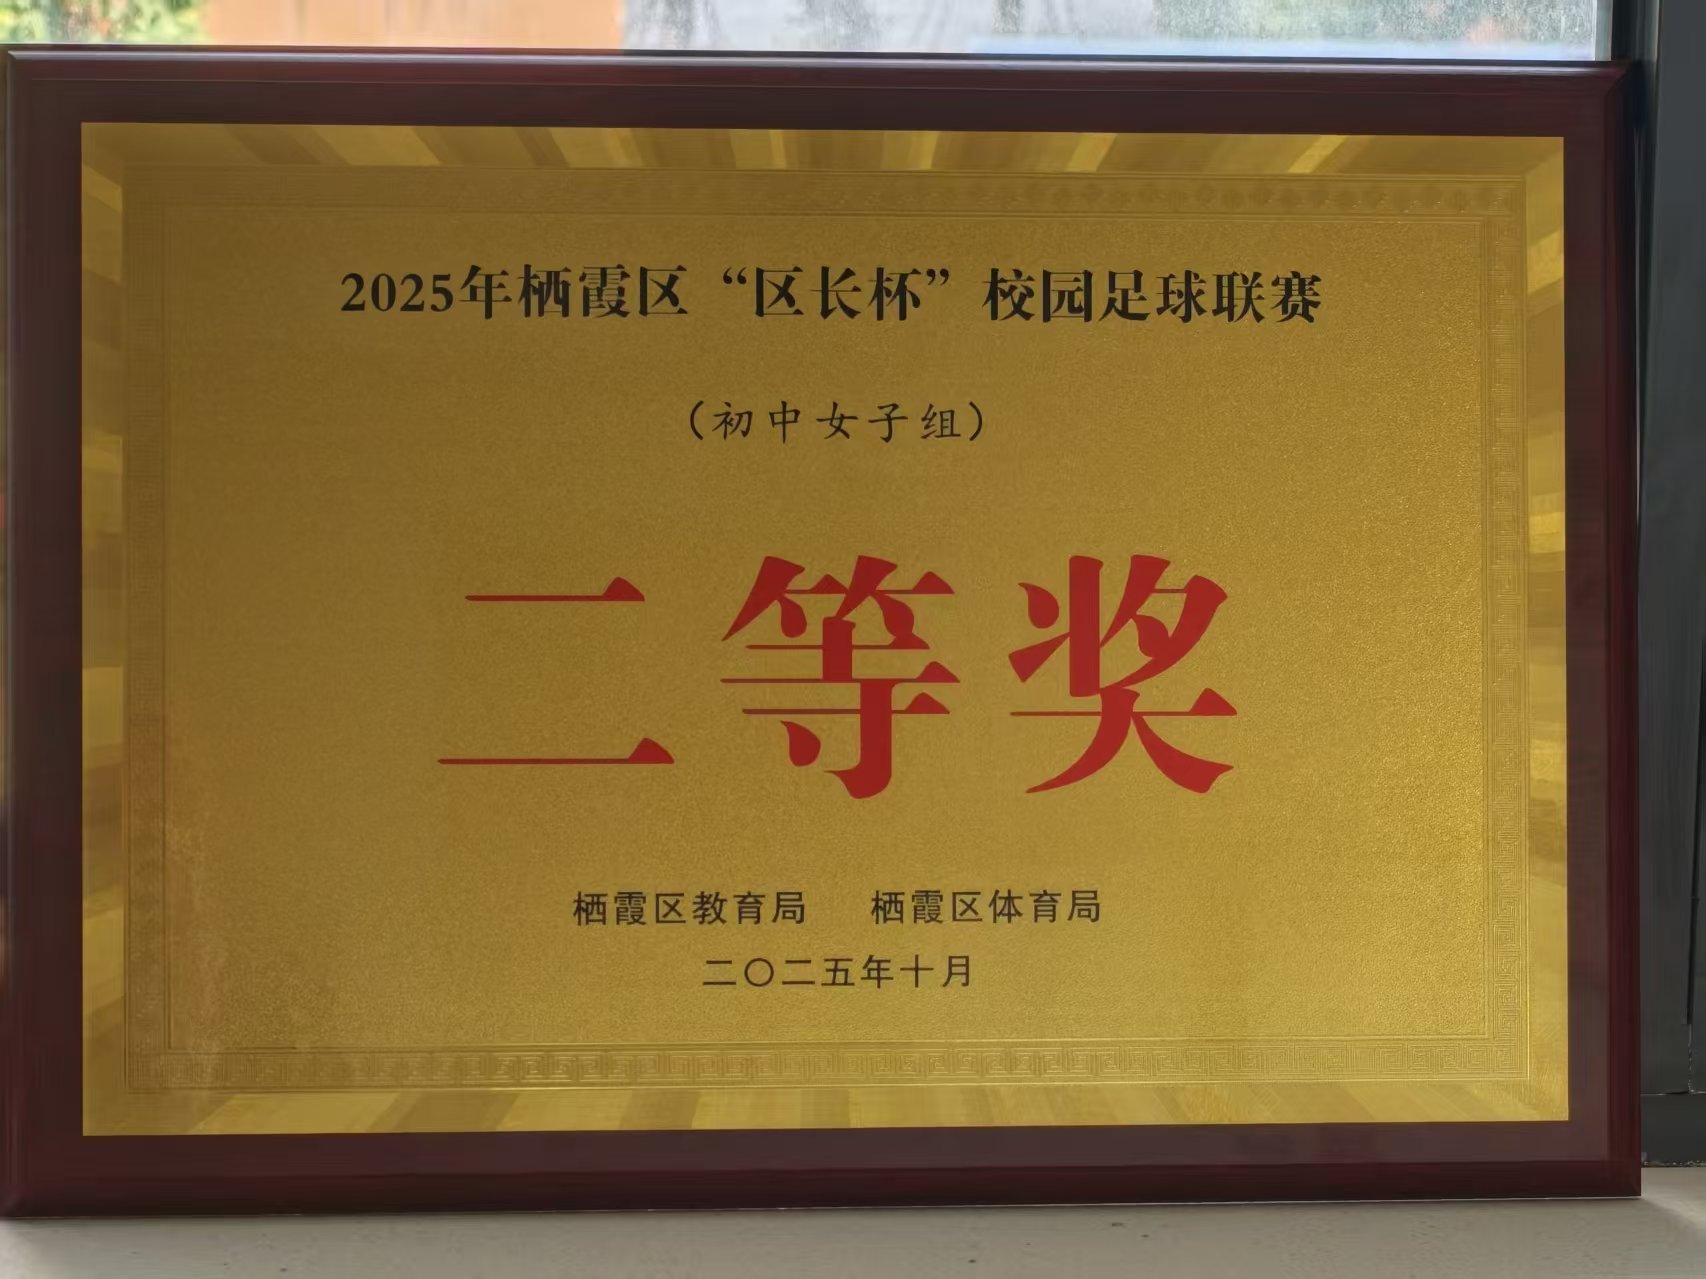 2025年栖霞区“区长杯”校园足球联赛
（初中女子组）
二等奖
栖霞区教育局 栖霞区体育局
二〇二五年十月